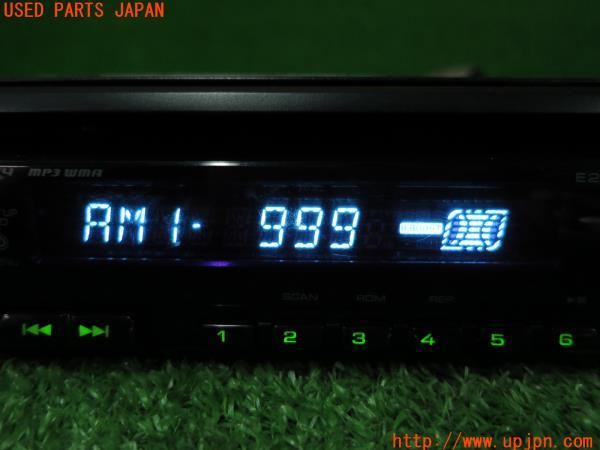 USED PARTS JAPAN
MP3 WMA
E2
AM1- 999
SCAN RDM REP
1 2 3 4 5 6
http://www.upjpn.com/